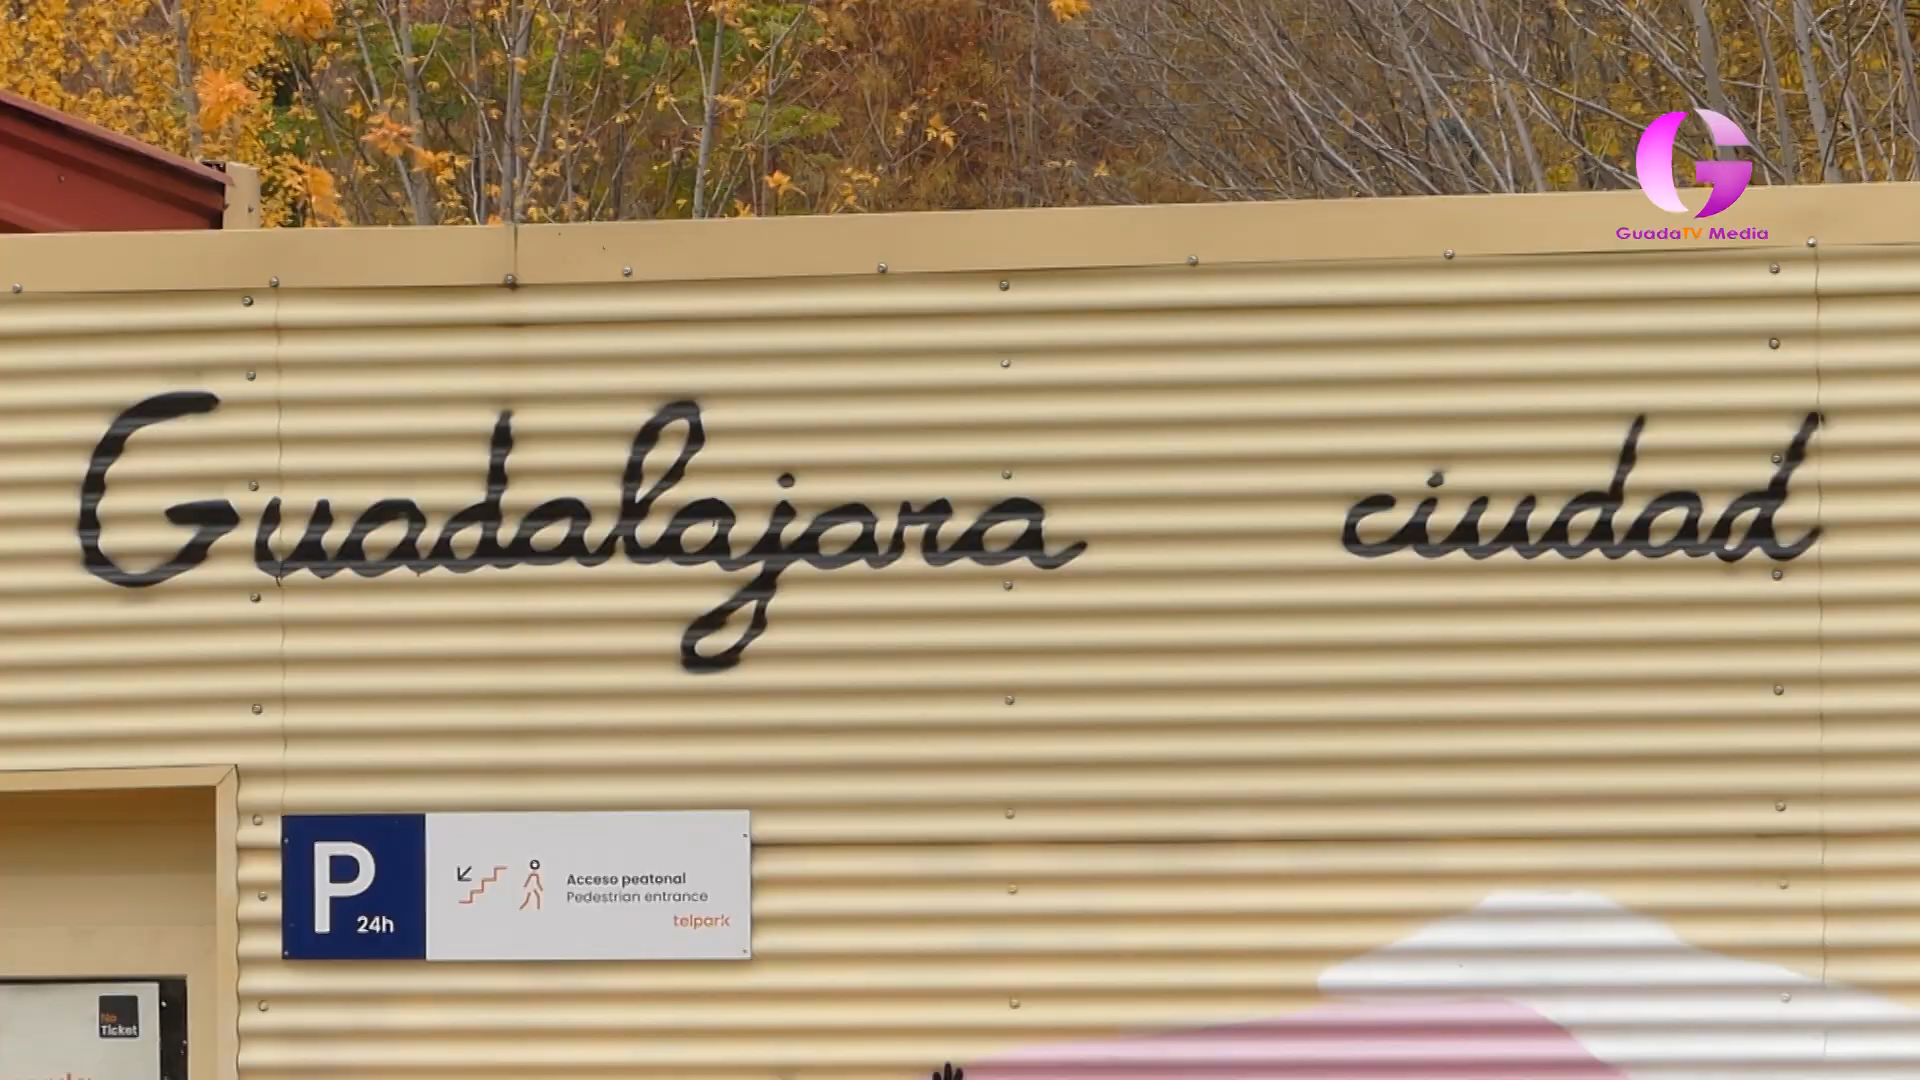 GuadaTV Media
Guadalajara ciudad
P
24h
Acceso peatonal
Pedestrian entrance
telpark
No
Ticket